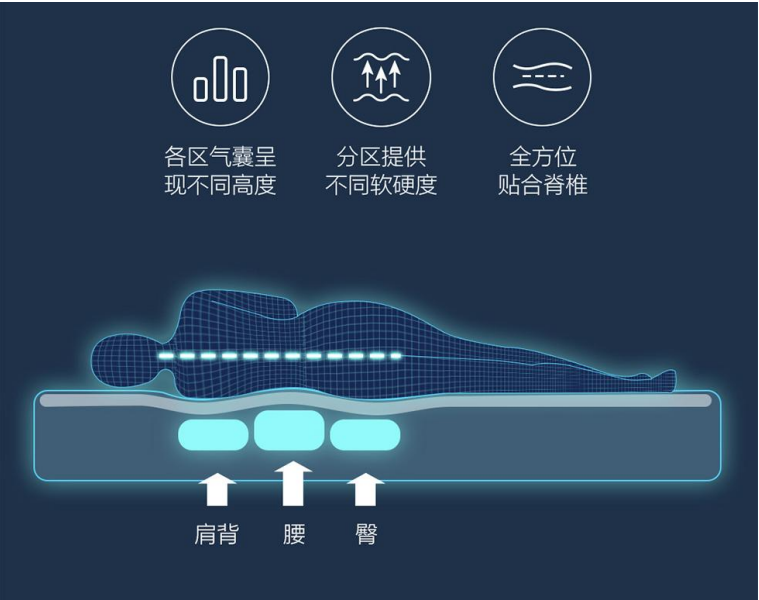 各区气囊呈
现不同高度
分区提供
不同软硬度
全方位
贴合脊椎
肩背
腰
臀